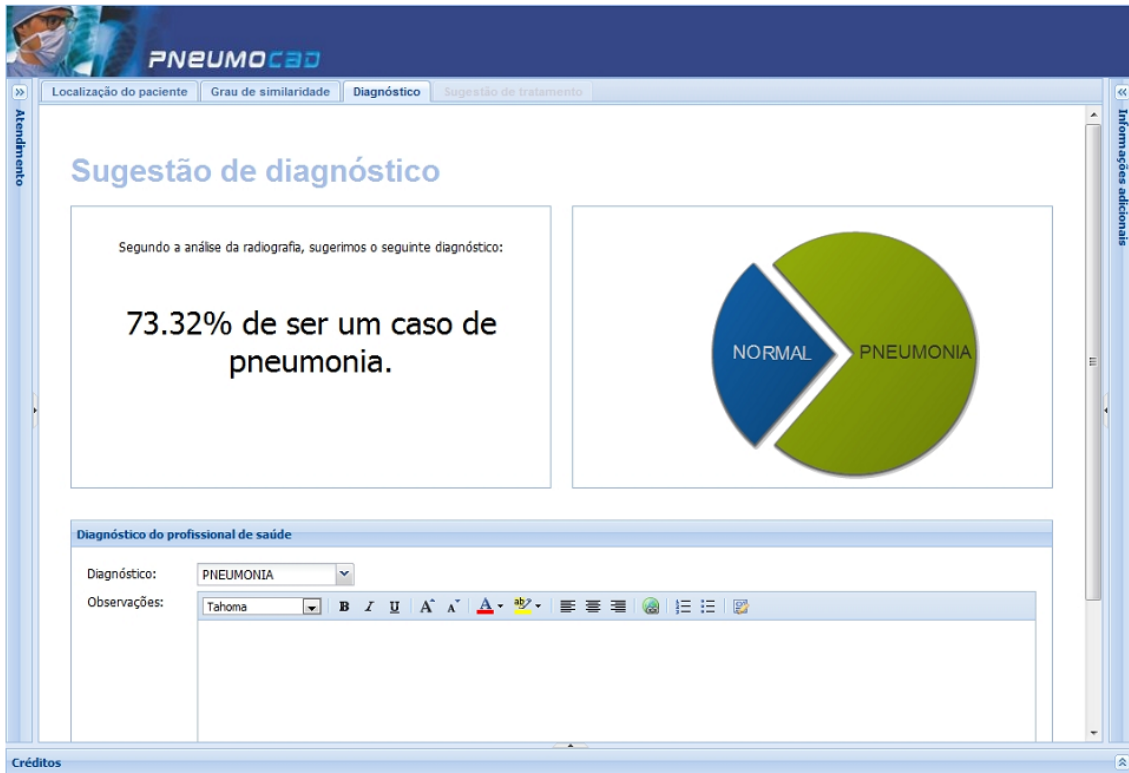 PNEUMOCAD
Localização do paciente
Grau de similaridade
Diagnóstico
Sugestão de tratamento
Atendimento
Informações adicionais
Sugestão de diagnóstico
Segundo a análise da radiografia, sugerimos o seguinte diagnóstico:
73.32% de ser um caso de
pneumonia.
NORMAL
PNEUMONIA
Diagnóstico do profissional de saúde
Diagnóstico:
PNEUMONIA
Observações:
Tahoma
B I U A A A ab
Créditos